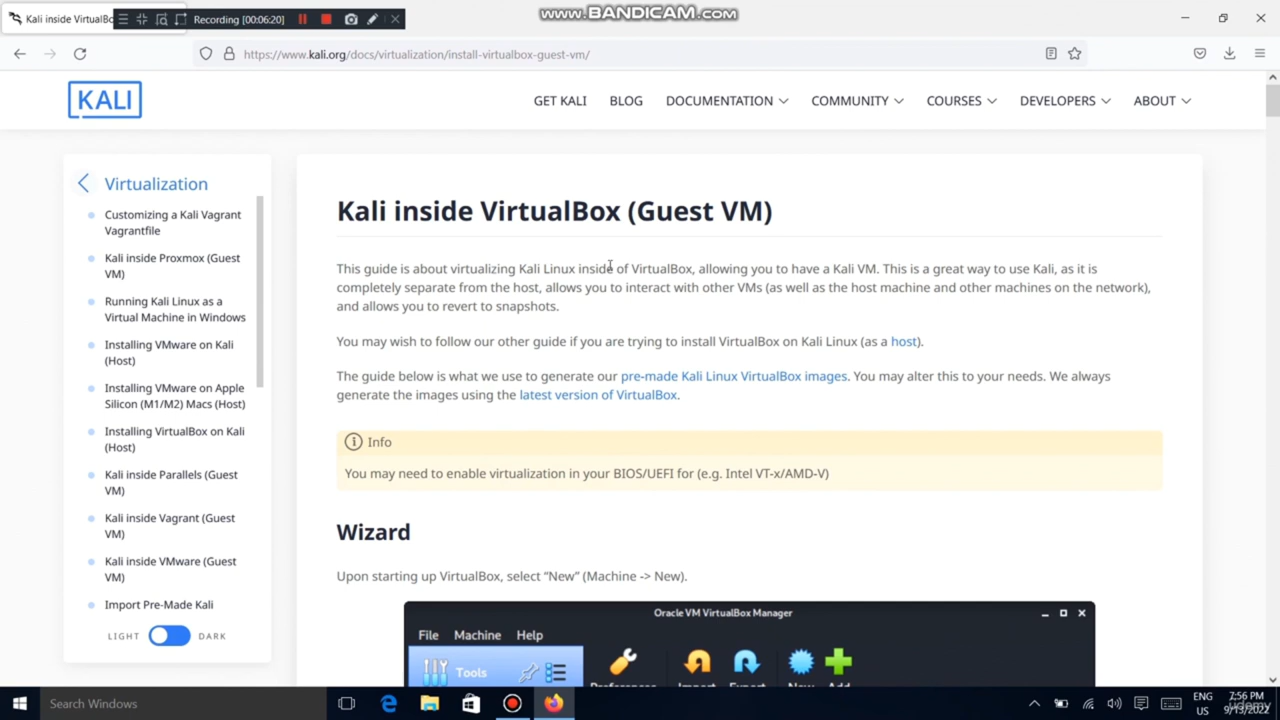 Kali inside VirtualBo
Recording [00:06:20]
www.BANDICAM.com
https://www.kali.org/docs/virtualization/install-virtualbox-guest-vm/
KALI
GET KALI
BLOG
DOCUMENTATION
COMMUNITY
COURSES
DEVELOPERS
ABOUT
Virtualization
Customizing a Kali Vagrant
Vagrantfile
Kali inside Proxmox (Guest
VM)
Running Kali Linux as a
Virtual Machine in Windows
Installing VMware on Kali
(Host)
Installing VMware on Apple
Silicon (M1/M2) Macs (Host)
Installing VirtualBox on Kali
(Host)
Kali inside Parallels (Guest
VM)
Kali inside Vagrant (Guest
VM)
Kali inside VMware (Guest
VM)
Import Pre-Made Kali
LIGHT
DARK
Kali inside VirtualBox (Guest VM)
This guide is about virtualizing Kali Linux inside of VirtualBox, allowing you to have a Kali VM. This is a great way to use Kali, as it is
completely separate from the host, allows you to interact with other VMs (as well as the host machine and other machines on the network),
and allows you to revert to snapshots.
You may wish to follow our other guide if you are trying to install VirtualBox on Kali Linux (as a host).
The guide below is what we use to generate our pre-made Kali Linux VirtualBox images. You may alter this to your needs. We always
generate the images using the latest version of VirtualBox.
Info
You may need to enable virtualization in your BIOS/UEFI for (e.g. Intel VT-x/AMD-V)
Wizard
Upon starting up VirtualBox, select “New” (Machine -> New).
Oracle VM VirtualBox Manager
File
Machine
Help
Tools
Preferences
Import
Export
New
Add
Search Windows
ENG
US
7:56 PM
9/13/2022
udemy